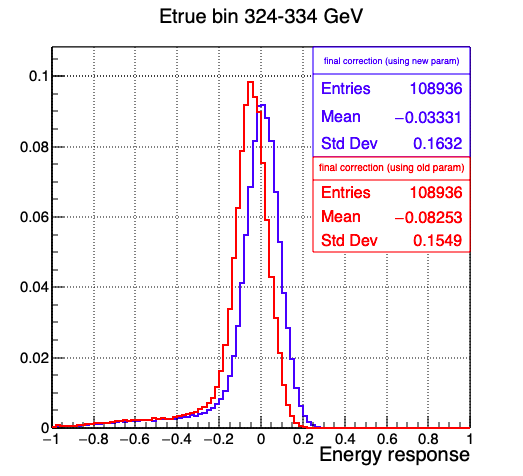 Etrue bin 324-334 GeV
final correction (using new param)
Entries 108936
Mean −0.03331
Std Dev 0.1632
final correction (using old param)
Entries 108936
Mean −0.08253
Std Dev 0.1549
0.1
0.08
0.06
0.04
0.02
0
−1 −0.8 −0.6 −0.4 −0.2 0 0.2 0.4 0.6 0.8 1
Energy response